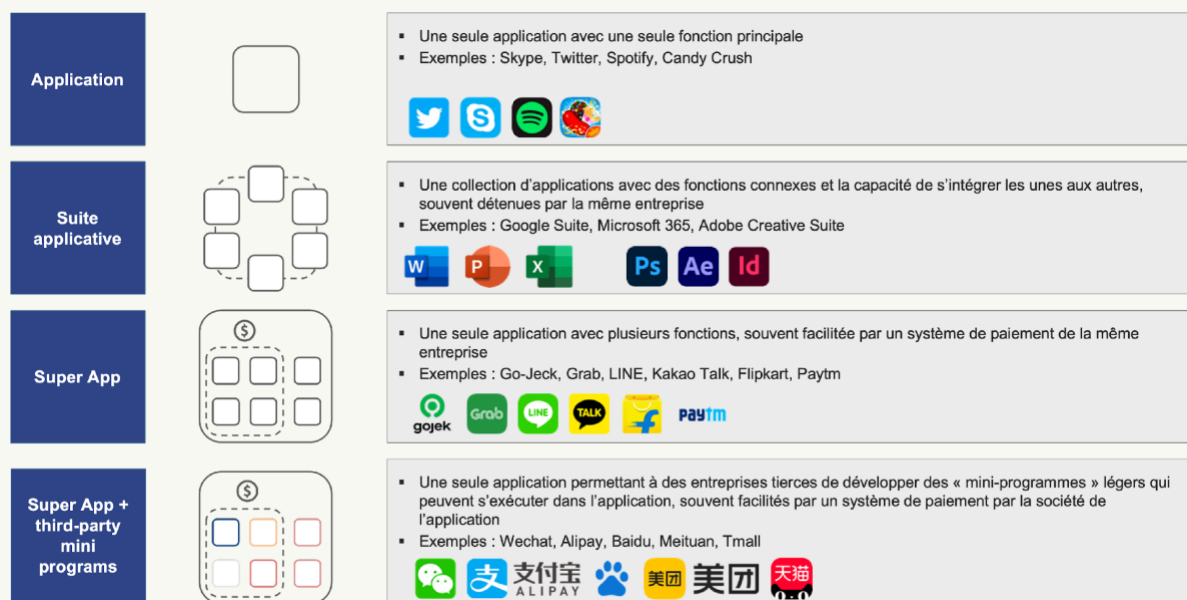 Application
Une seule application avec une seule fonction principale
Exemples : Skype, Twitter, Spotify, Candy Crush
S
Suite
applicative
Une collection d’applications avec des fonctions connexes et la capacité de s’intégrer les unes aux autres,
souvent détenues par la même entreprise
Exemples : Google Suite, Microsoft 365, Adobe Creative Suite
W P X Ps Ae Id
Super App
$
Une seule application avec plusieurs fonctions, souvent facilitée par un système de paiement de la même
entreprise
Exemples : Go-Jeck, Grab, LINE, Kakao Talk, Flipkart, Paytm
gojek Grab LINE TALK f paytm
Super App +
third-party
mini
programs
$
Une seule application permettant à des entreprises tierces de développer des « mini-programmes » légers qui
peuvent s’exécuter dans l’application, souvent facilités par un système de paiement par la société de
l’application
Exemples : Wechat, Alipay, Baidu, Meituan, Tmall
支 支付宝 美团 美团 天猫
ALIPAY